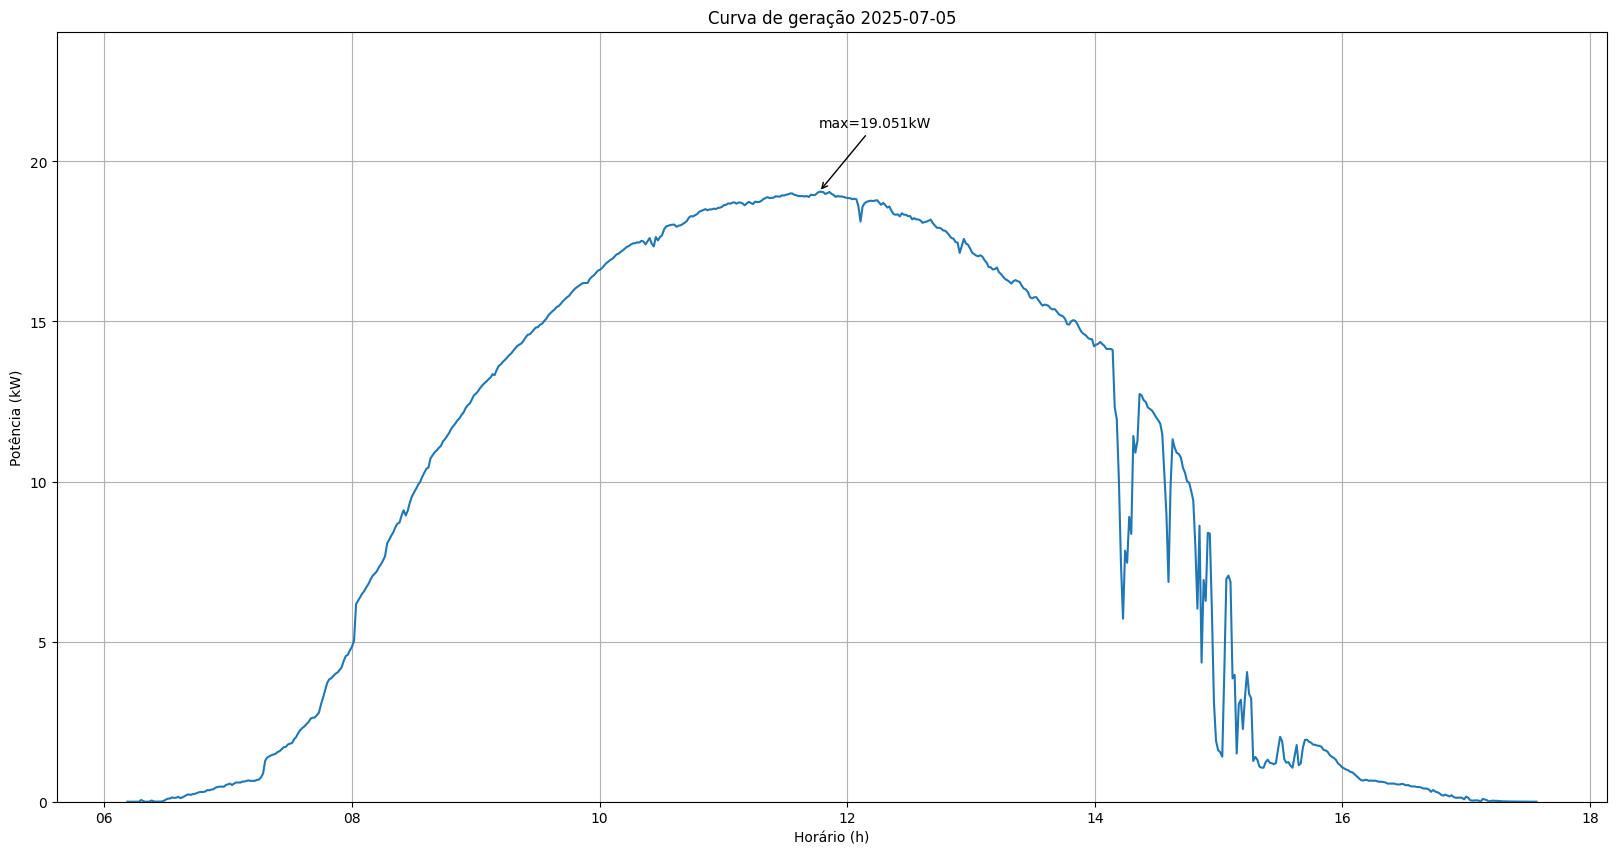 Curva de geração 2025-07-05
max=19.051kW
Potência (kW)
20
15
10
5
0
06 08 10 12 14 16 18
Horário (h)